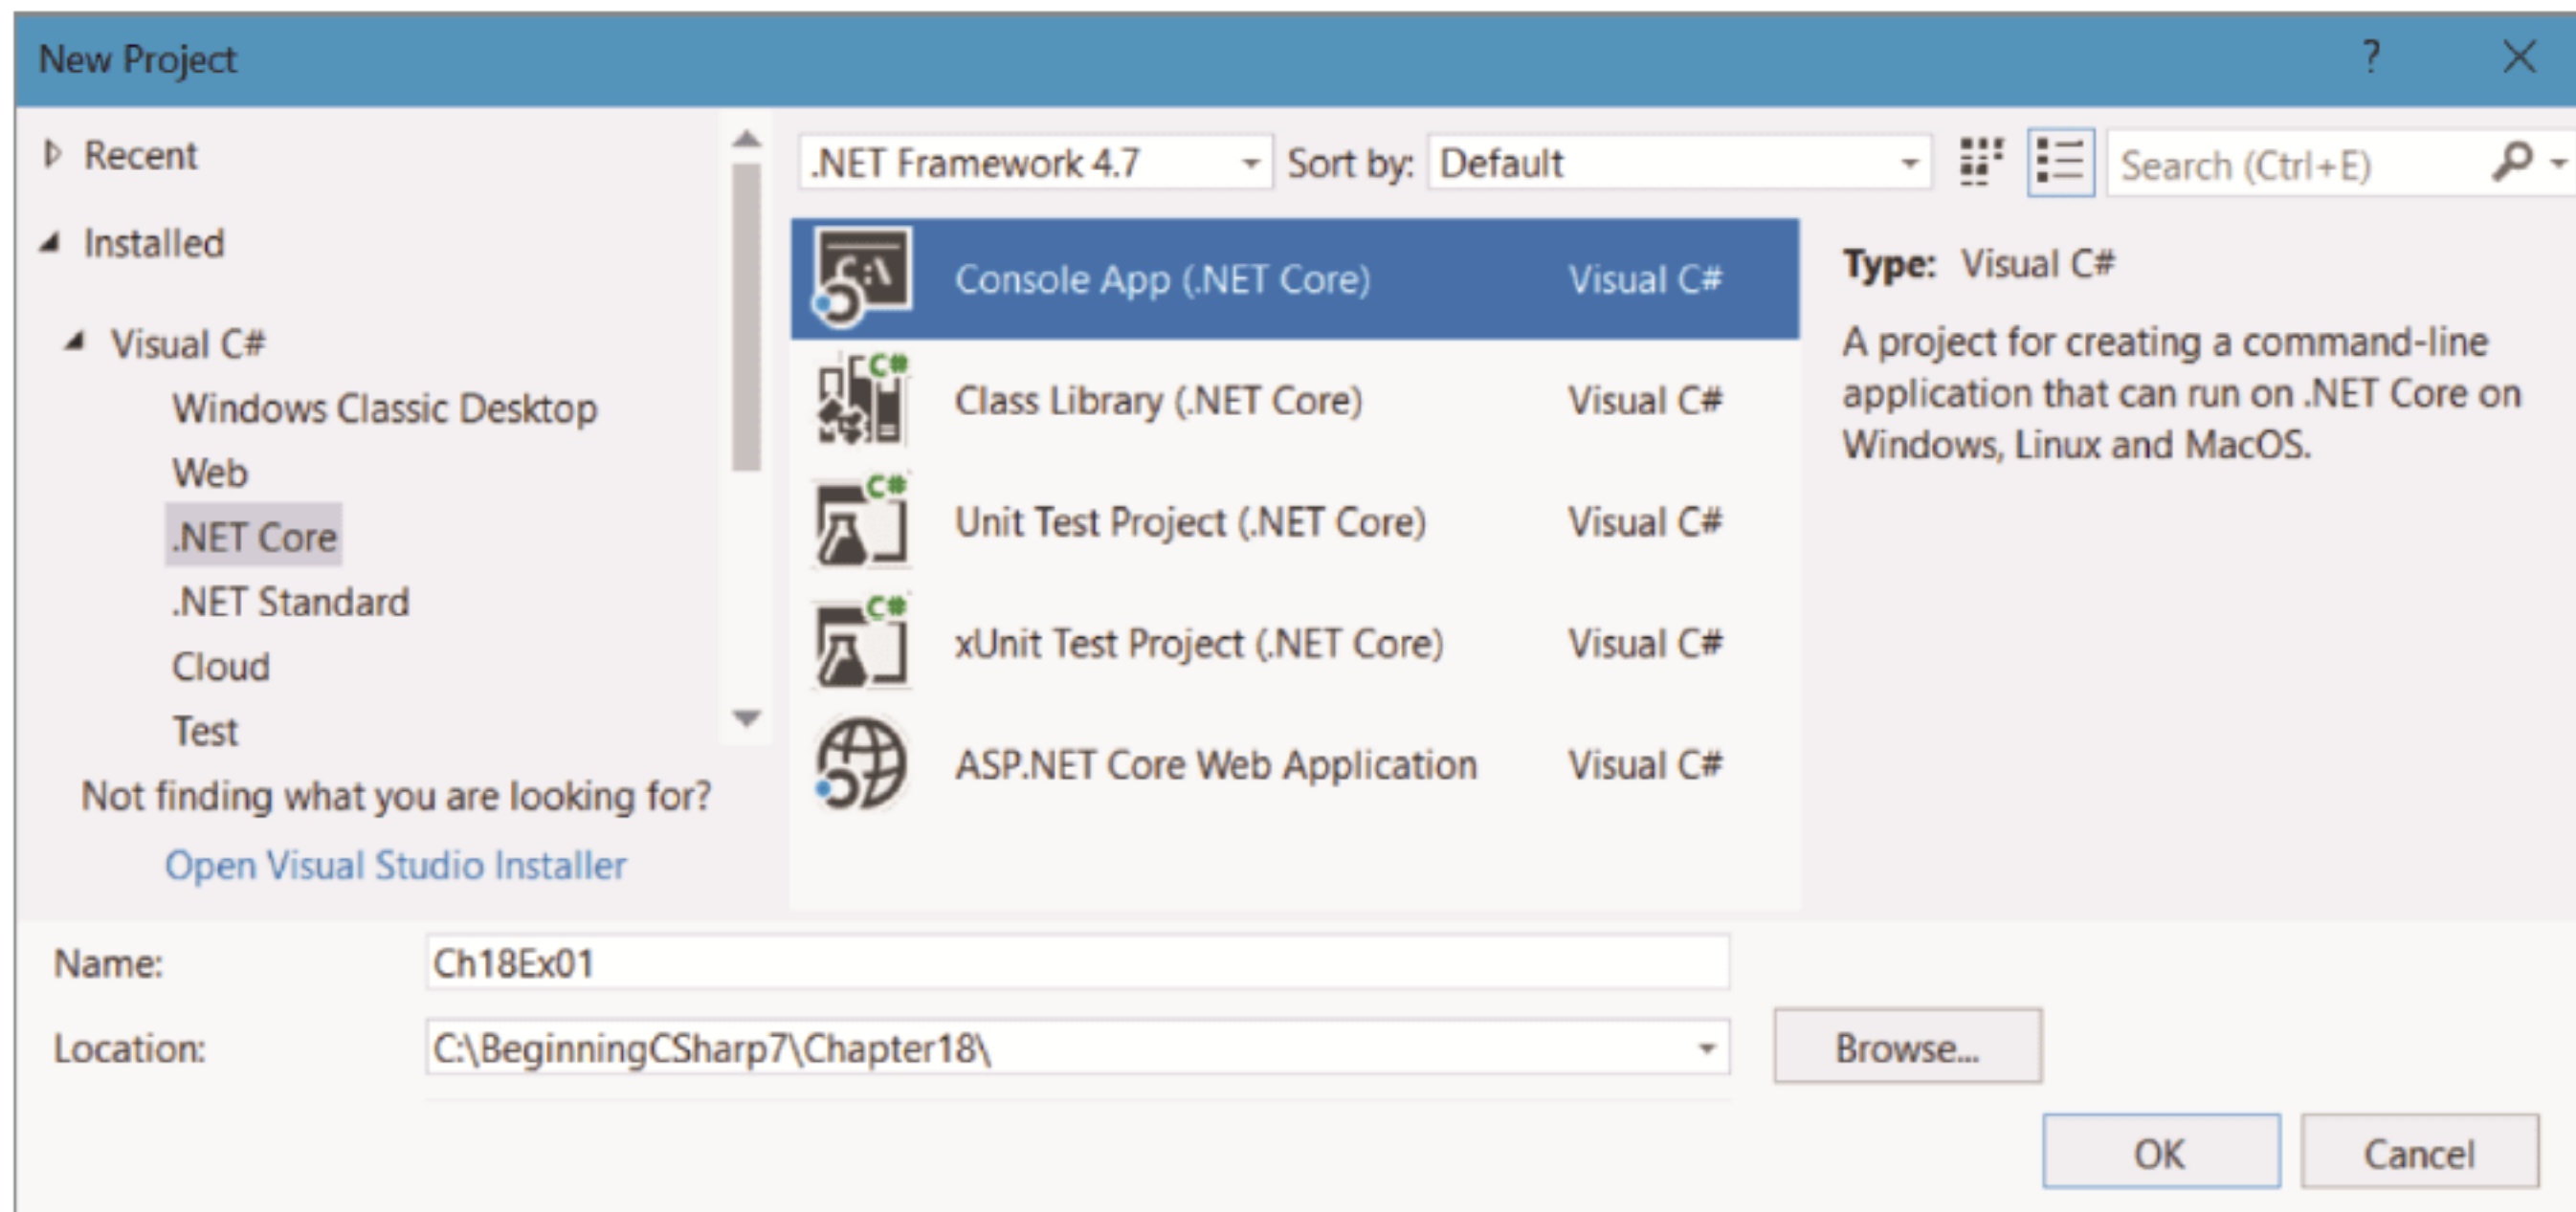 New Project ?
Recent
Installed
Visual C#
Windows Classic Desktop
Web
.NET Core
.NET Standard
Cloud
Test
Not finding what you are looking for?
Open Visual Studio Installer
.NET Framework 4.7 Sort by: Default Search (Ctrl+E)
C:\ Console App (.NET Core) Visual C#
C# Class Library (.NET Core) Visual C#
C# Unit Test Project (.NET Core) Visual C#
C# xUnit Test Project (.NET Core) Visual C#
ASP.NET Core Web Application Visual C#
Type: Visual C#
A project for creating a command-line
application that can run on .NET Core on
Windows, Linux and MacOS.
Name: Ch18Ex01
Location: C:\BeginningCSharp7\Chapter18\ Browse...
OK Cancel